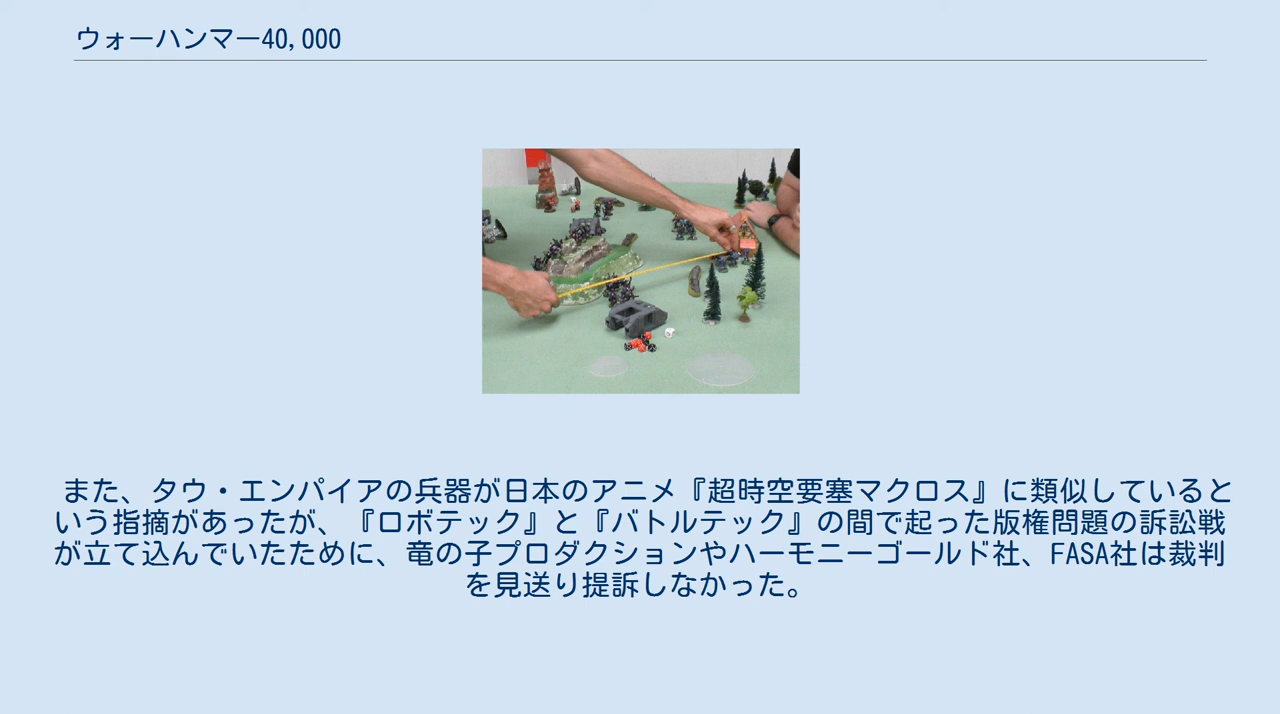 ウォーハンマー40,000
また、タウ・エンパイアの兵器が日本のアニメ『超時空要塞マクロス』に類似していると
いう指摘があったが、『ロボテック』と『バトルテック』の間で起った版権問題の訴訟戦
が立て込んでいたために、竜の子プロダクションやハーモニーゴールド社、FASA社は裁判
を見送り提訴しなかった。